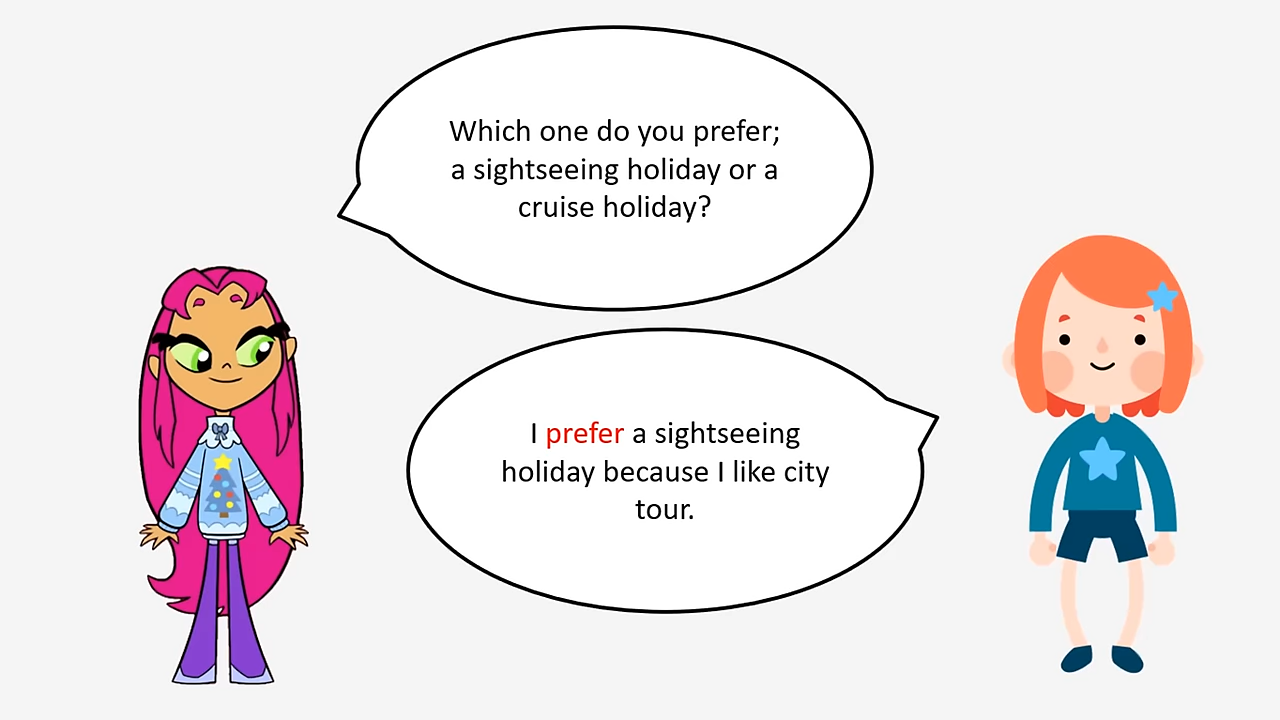 Which one do you prefer;
a sightseeing holiday or a
cruise holiday?
I prefer a sightseeing
holiday because I like city
tour.